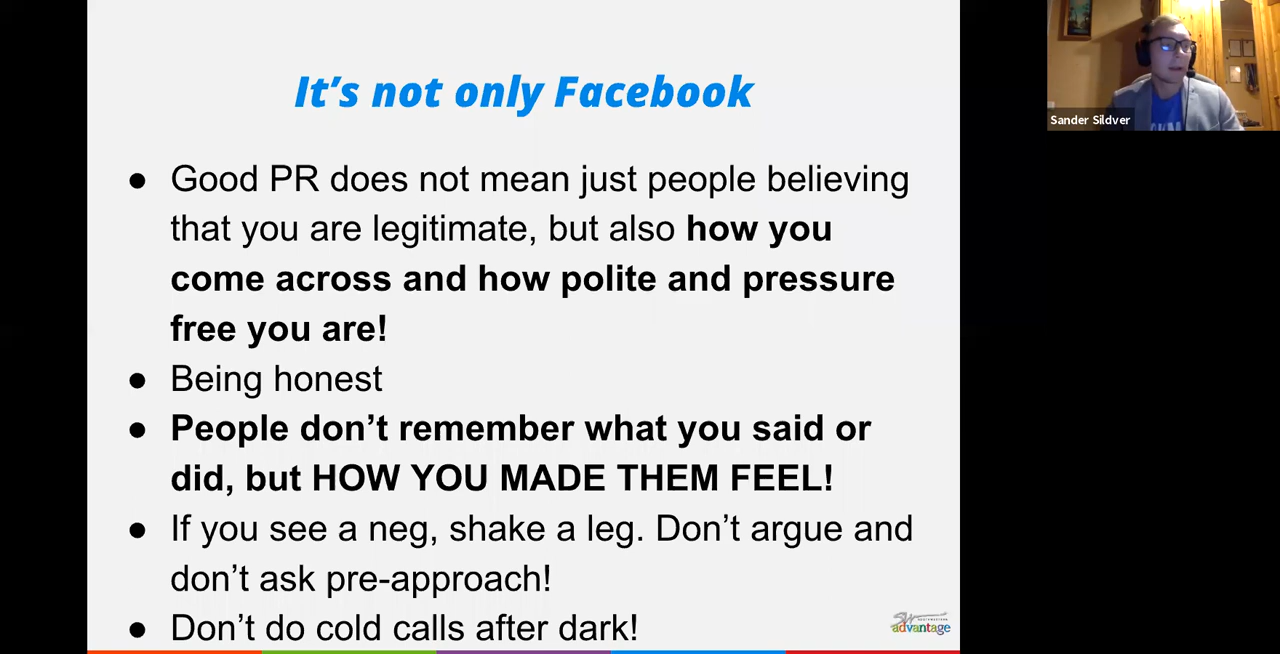 It's not only Facebook
● Good PR does not mean just people believing
that you are legitimate, but also how you
come across and how polite and pressure
free you are!
● Being honest
● People don't remember what you said or
did, but HOW YOU MADE THEM FEEL!
● If you see a neg, shake a leg. Don't argue and
don't ask pre-approach!
● Don't do cold calls after dark!
advantage
Sander Sildver